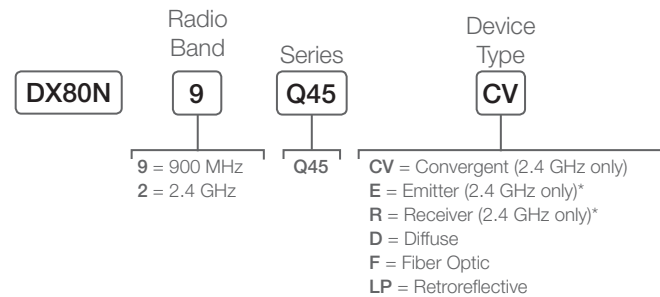 Radio
Band
Series
Device
Type
DX80N 9 Q45 CV
9 = 900 MHz
2 = 2.4 GHz
Q45
CV = Convergent (2.4 GHz only)
E = Emitter (2.4 GHz only)*
R = Receiver (2.4 GHz only)*
D = Diffuse
F = Fiber Optic
LP = Retroreflective